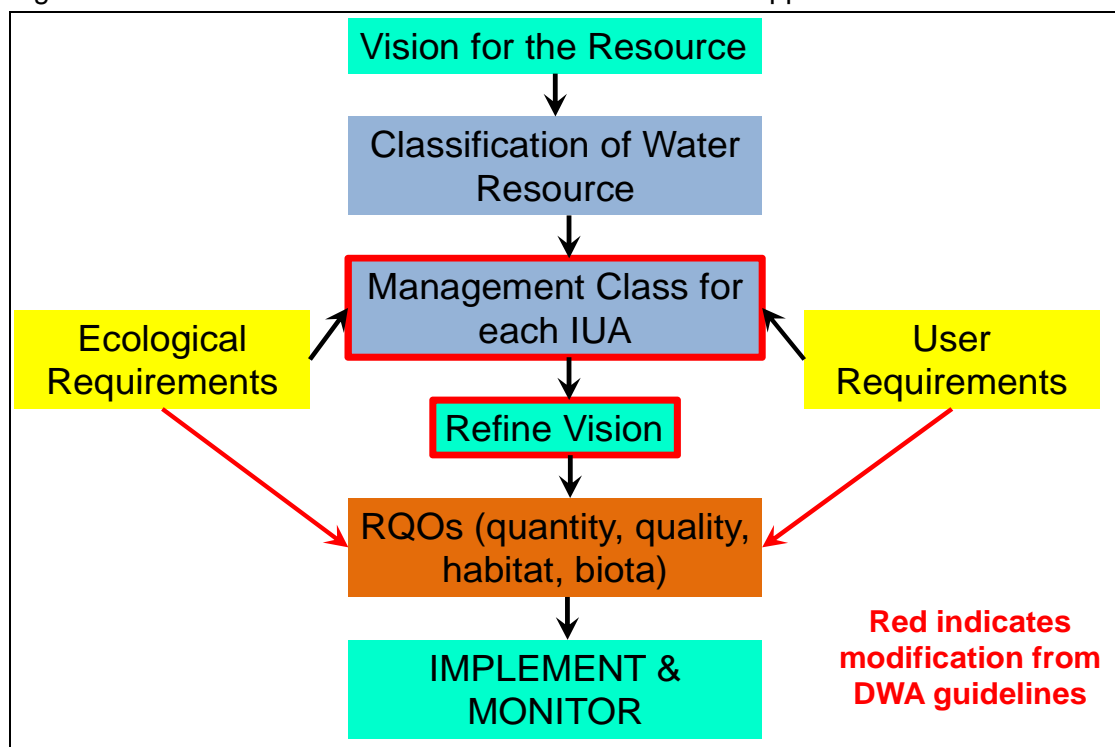 Vision for the Resource
Classification of Water
Resource
Management Class for
each IUA
Ecological
Requirements
User
Requirements
Refine Vision
RQOs (quantity, quality,
habitat, biota)
IMPLEMENT &
MONITOR
Red indicates
modification from
DWA guidelines